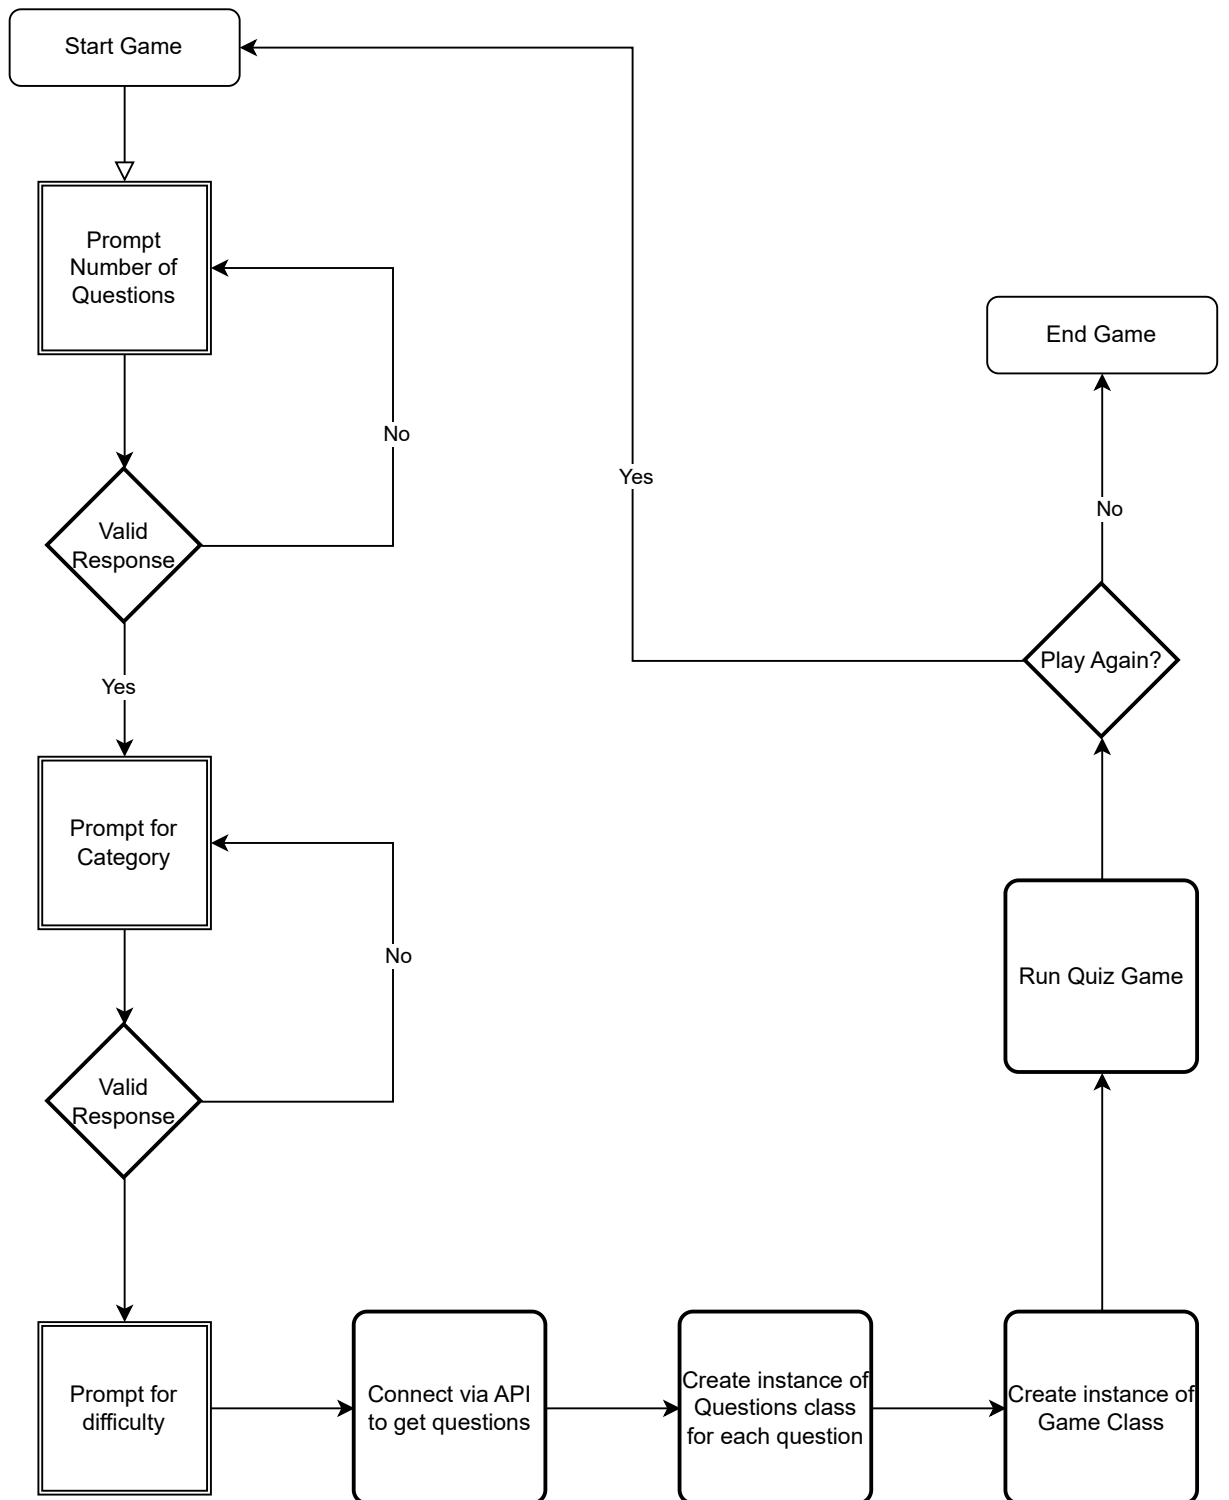 Start Game
Prompt
Number of
Questions
No
Valid
Response
Yes
Prompt for
Category
No
Valid
Response
Prompt for
difficulty
Connect via API
to get questions
Create instance of
Questions class
for each question
Create instance of
Game Class
Run Quiz Game
Play Again?
Yes
No
End Game